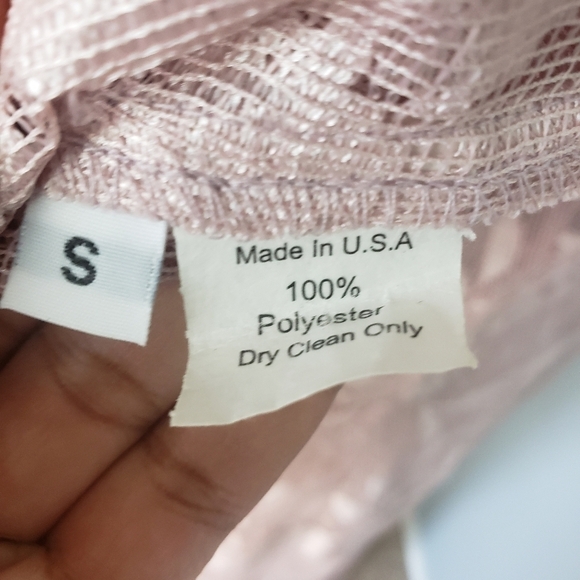 S
Made in U.S.A
100%
Polyester
Dry Clean Only